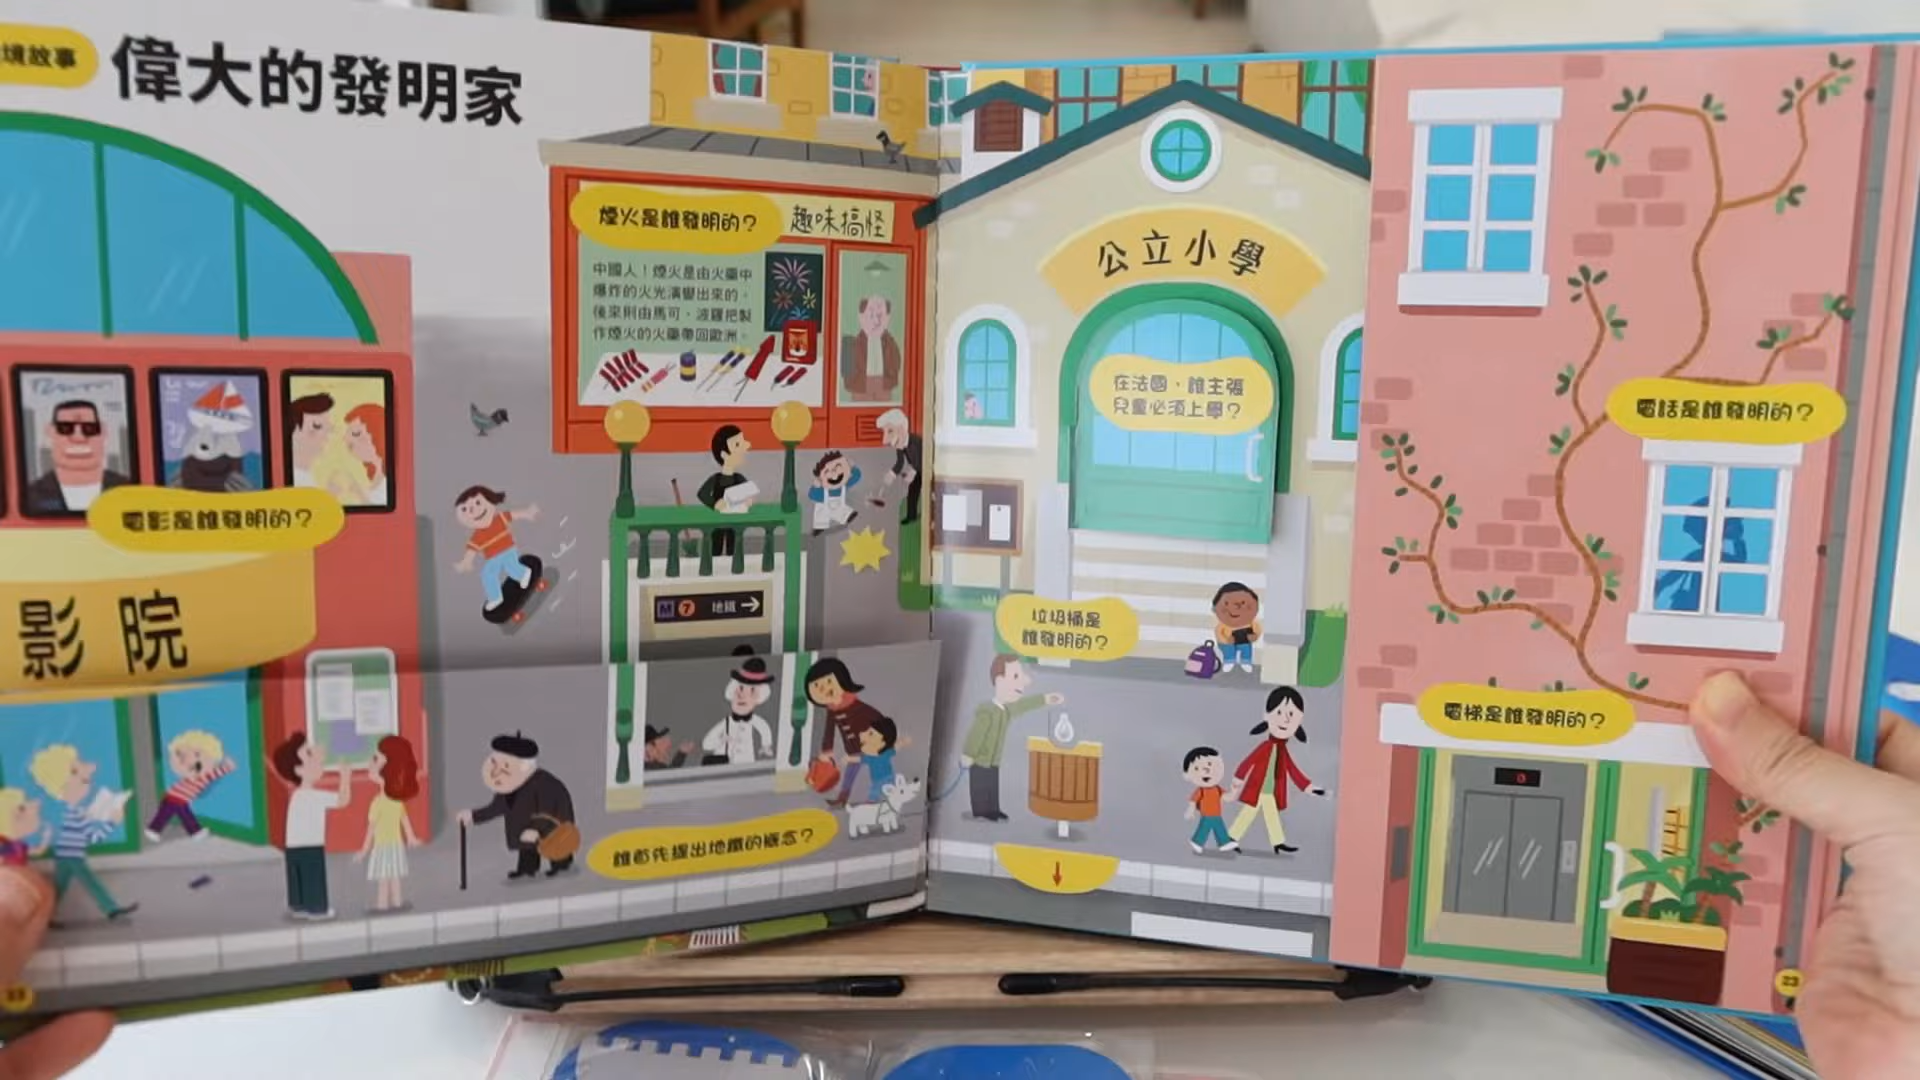 境故事
偉大的發明家
煙火是誰發明的？
趣味搞怪
中國人！煙火是由火藥中
爆炸的火光演變出來的，
後來則由馬可．波羅把製
作煙火的火藥帶回歐洲。
電影是誰發明的？
影院
M 7 地鐵 →
誰首先提出地鐵的概念？
公立小學
在法國，誰主張
兒童必須上學？
垃圾桶是
誰發明的？
電話是誰發明的？
電梯是誰發明的？
23